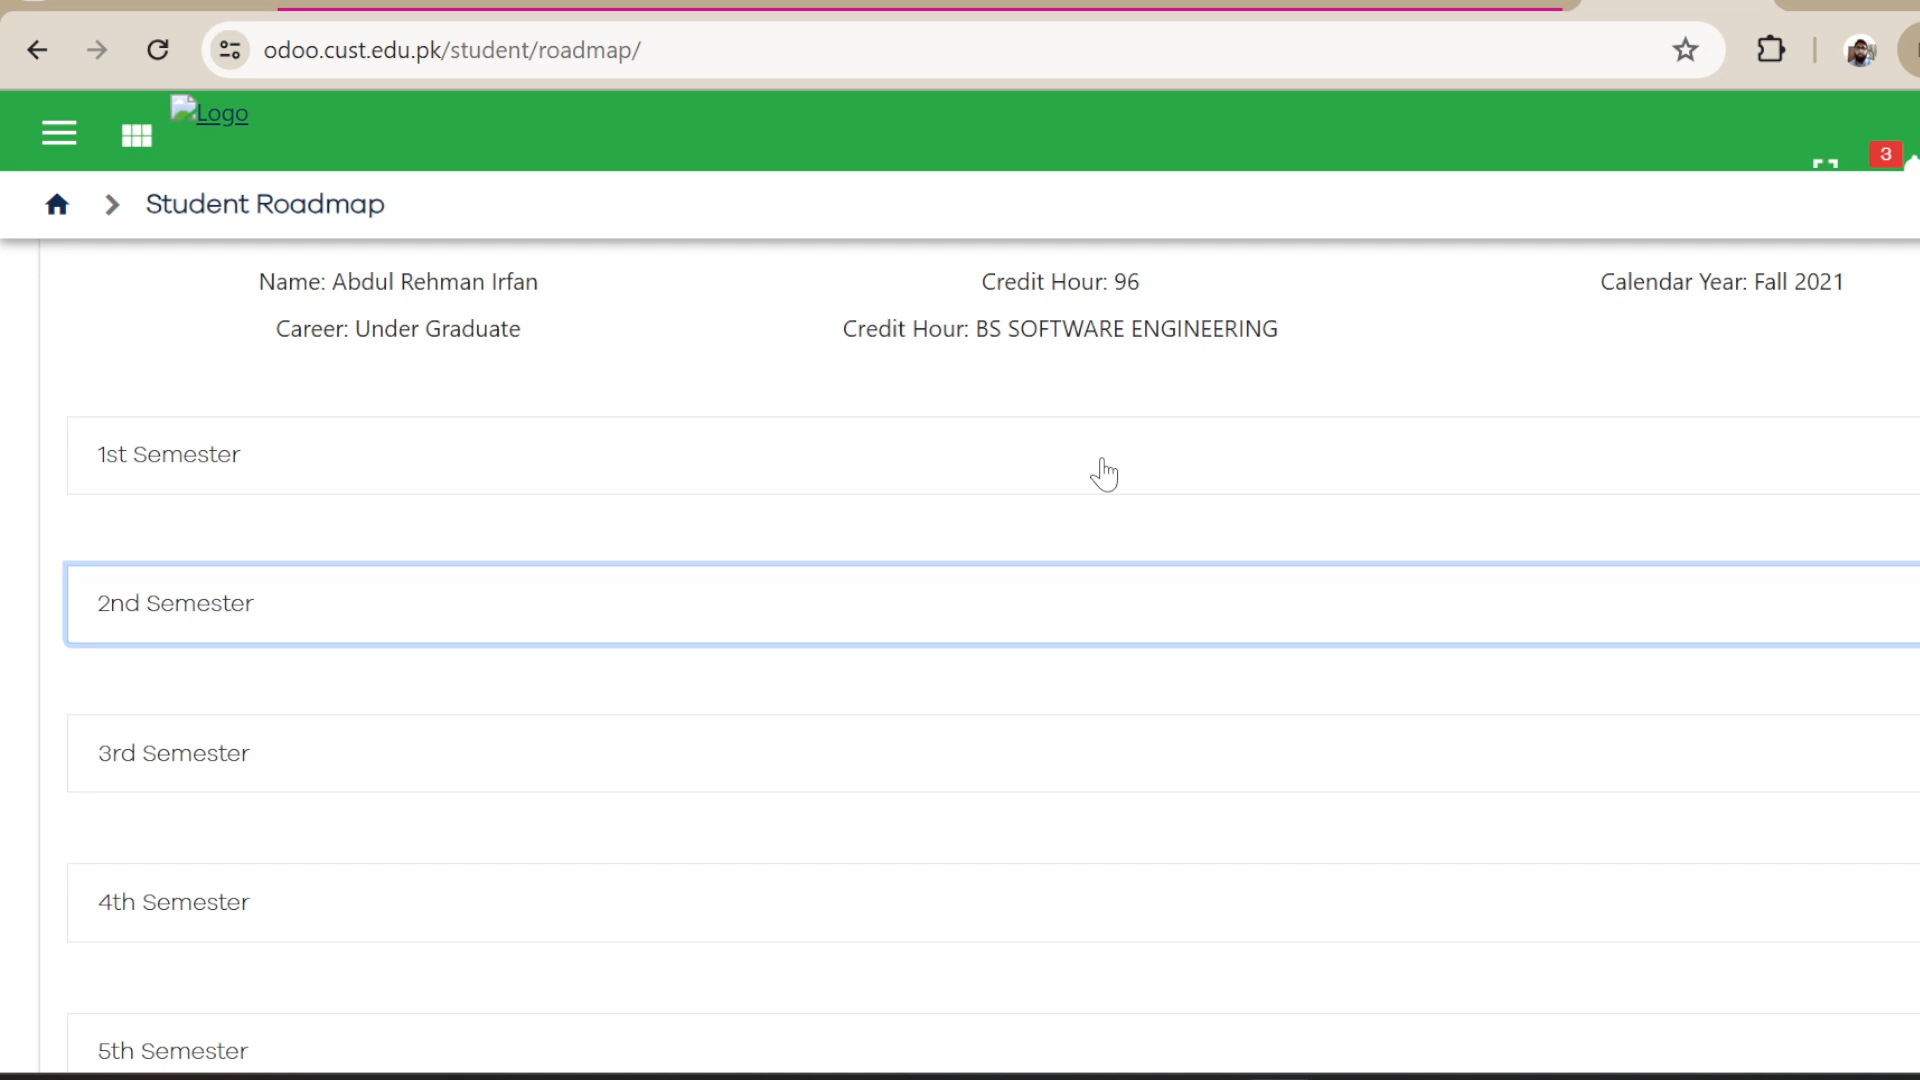 odoo.cust.edu.pk/student/roadmap/
Logo
3
Student Roadmap
Name: Abdul Rehman Irfan
Credit Hour: 96
Calendar Year: Fall 2021
Career: Under Graduate
Credit Hour: BS SOFTWARE ENGINEERING
1st Semester
2nd Semester
3rd Semester
4th Semester
5th Semester